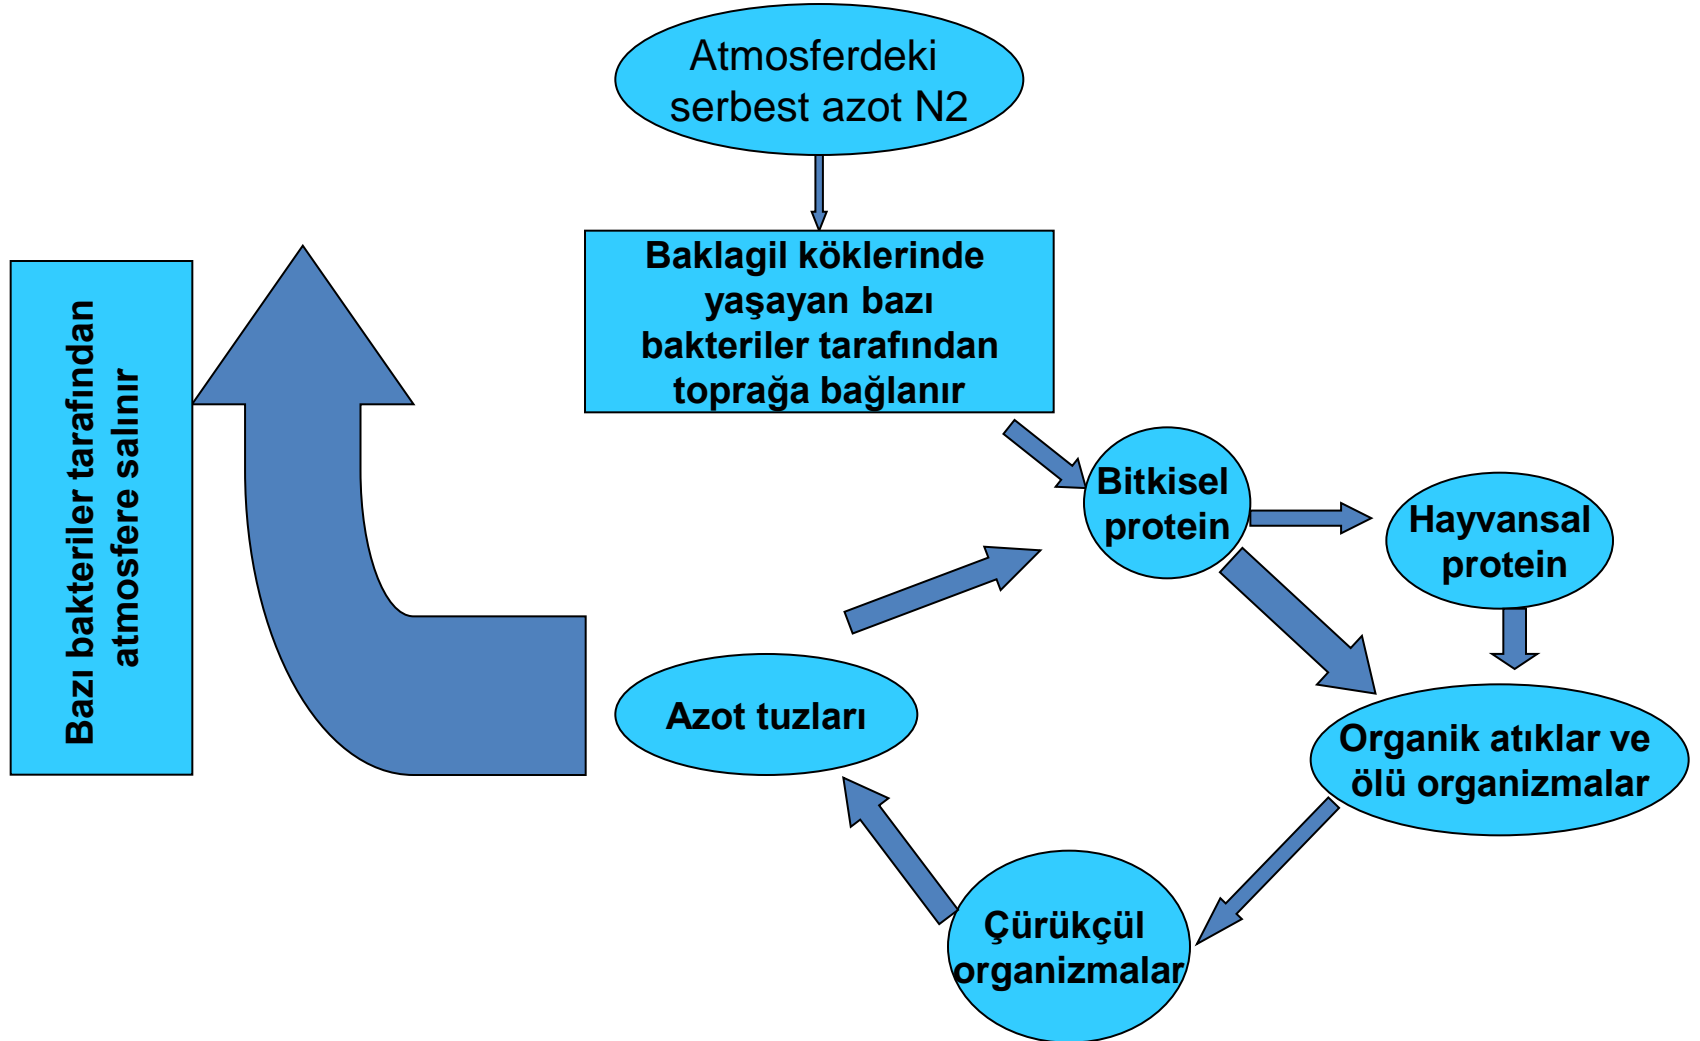 Atmosferdeki
serbest azot N2
Baklagil köklerinde
yaşayan bazı
bakteriler tarafından
toprağa bağlanır
Bazı bakteriler tarafından
atmosfere salınır
Bitkisel
protein
Hayvansal
protein
Azot tuzları
Organik atıklar ve
ölü organizmalar
Çürükçül
organizmalar